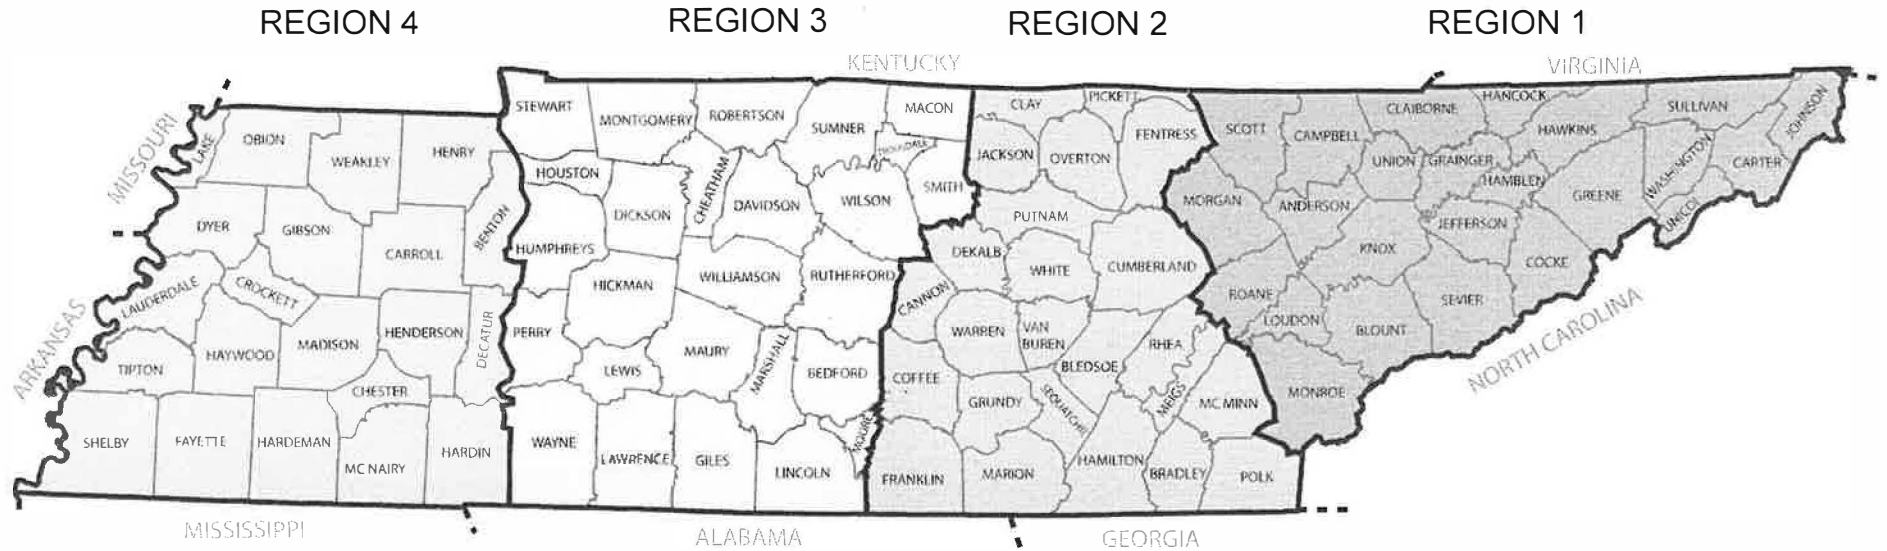 REGION 4 REGION 3 REGION 2 REGION 1
KENTUCKY
VIRGINIA
MISSOURI
ARKANSAS
MISSISSIPPI
ALABAMA
GEORGIA
NORTH CAROLINA
LAKE
OBION
WEAKLEY
HENRY
DYER
GIBSON
CARROLL
BENTON
LAUDERDALE
CROCKETT
HAYWOOD
MADISON
HENDERSON
DECATUR
TIPTON
CHESTER
SHELBY
FAYETTE
HARDEMAN
MC NAIRY
HARDIN
STEWART
MONTGOMERY
ROBERTSON
SUMNER
MACON
TROUSDALE
HOUSTON
CHEATHAM
SMITH
DICKSON
DAVIDSON
WILSON
HUMPHREYS
HICKMAN
WILLIAMSON
RUTHERFORD
PERRY
LEWIS
MAURY
MARSHALL
BEDFORD
MOORE
WAYNE
LAWRENCE
GILES
LINCOLN
CLAY
PICKETT
FENTRESS
JACKSON
OVERTON
PUTNAM
DEKALB
WHITE
CUMBERLAND
CANNON
WARREN
VAN
BUREN
BLEDSOE
RHEA
COFFEE
GRUNDY
SEQUATCHIE
MEIGS
MC MINN
FRANKLIN
MARION
HAMILTON
BRADLEY
POLK
SCOTT
CAMPBELL
CLAIBORNE
HANCOCK
HAWKINS
SULLIVAN
JOHNSON
UNION
GRAINGER
HAMBLEN
WASHINGTON
CARTER
MORGAN
ANDERSON
GREENE
UNICOI
KNOX
JEFFERSON
COCKE
ROANE
LOUDON
BLOUNT
SEVIER
MONROE